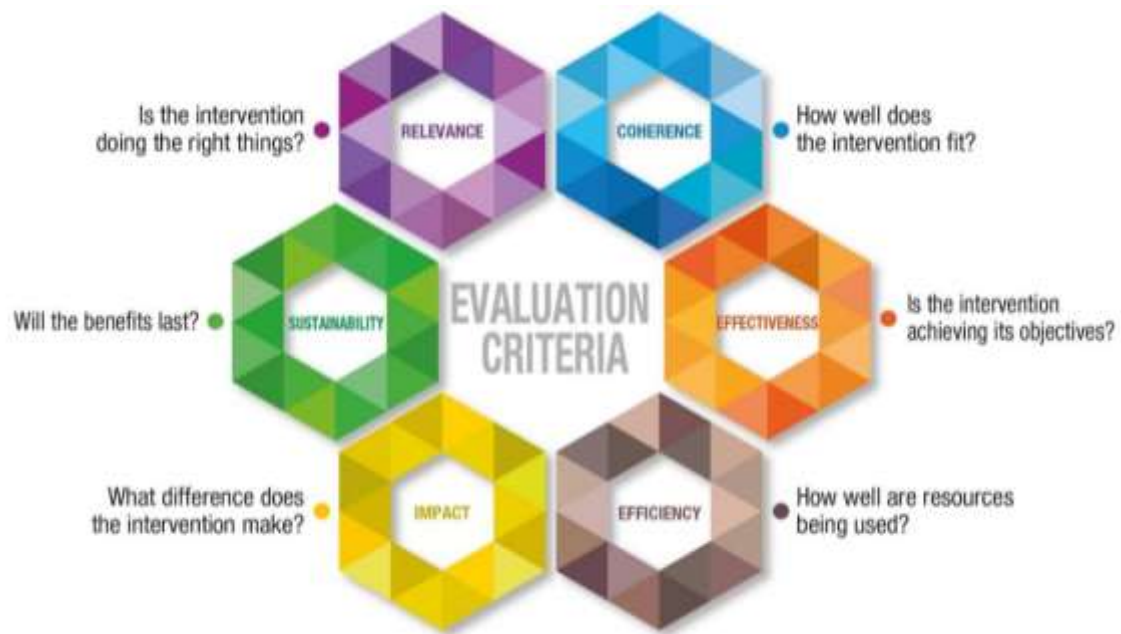 Is the intervention
doing the right things?
RELEVANCE
COHERENCE
How well does
the intervention fit?
Will the benefits last?
SUSTAINABILITY
EVALUATION
CRITERIA
EFFECTIVENESS
Is the intervention
achieving its objectives?
What difference does
the intervention make?
IMPACT
EFFICIENCY
How well are resources
being used?